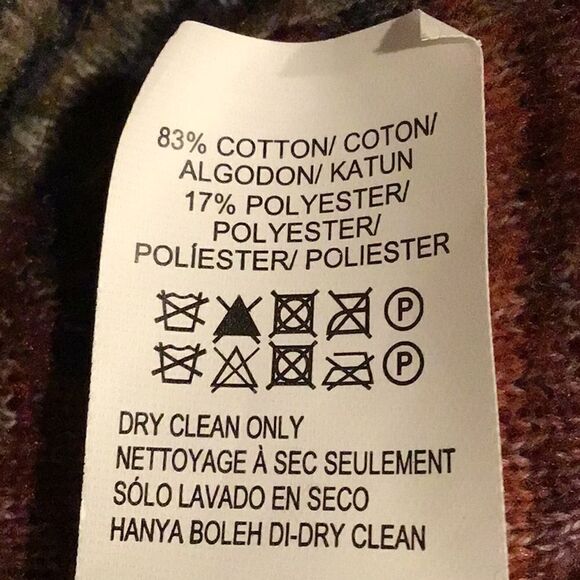 83% COTTON/ COTON/
ALGODON/ KATUN
17% POLYESTER/
POLYESTER/
POLÍESTER/ POLIESTER
P
P
DRY CLEAN ONLY
NETTOYAGE À SEC SEULEMENT
SÓLO LAVADO EN SECO
HANYA BOLEH DI-DRY CLEAN